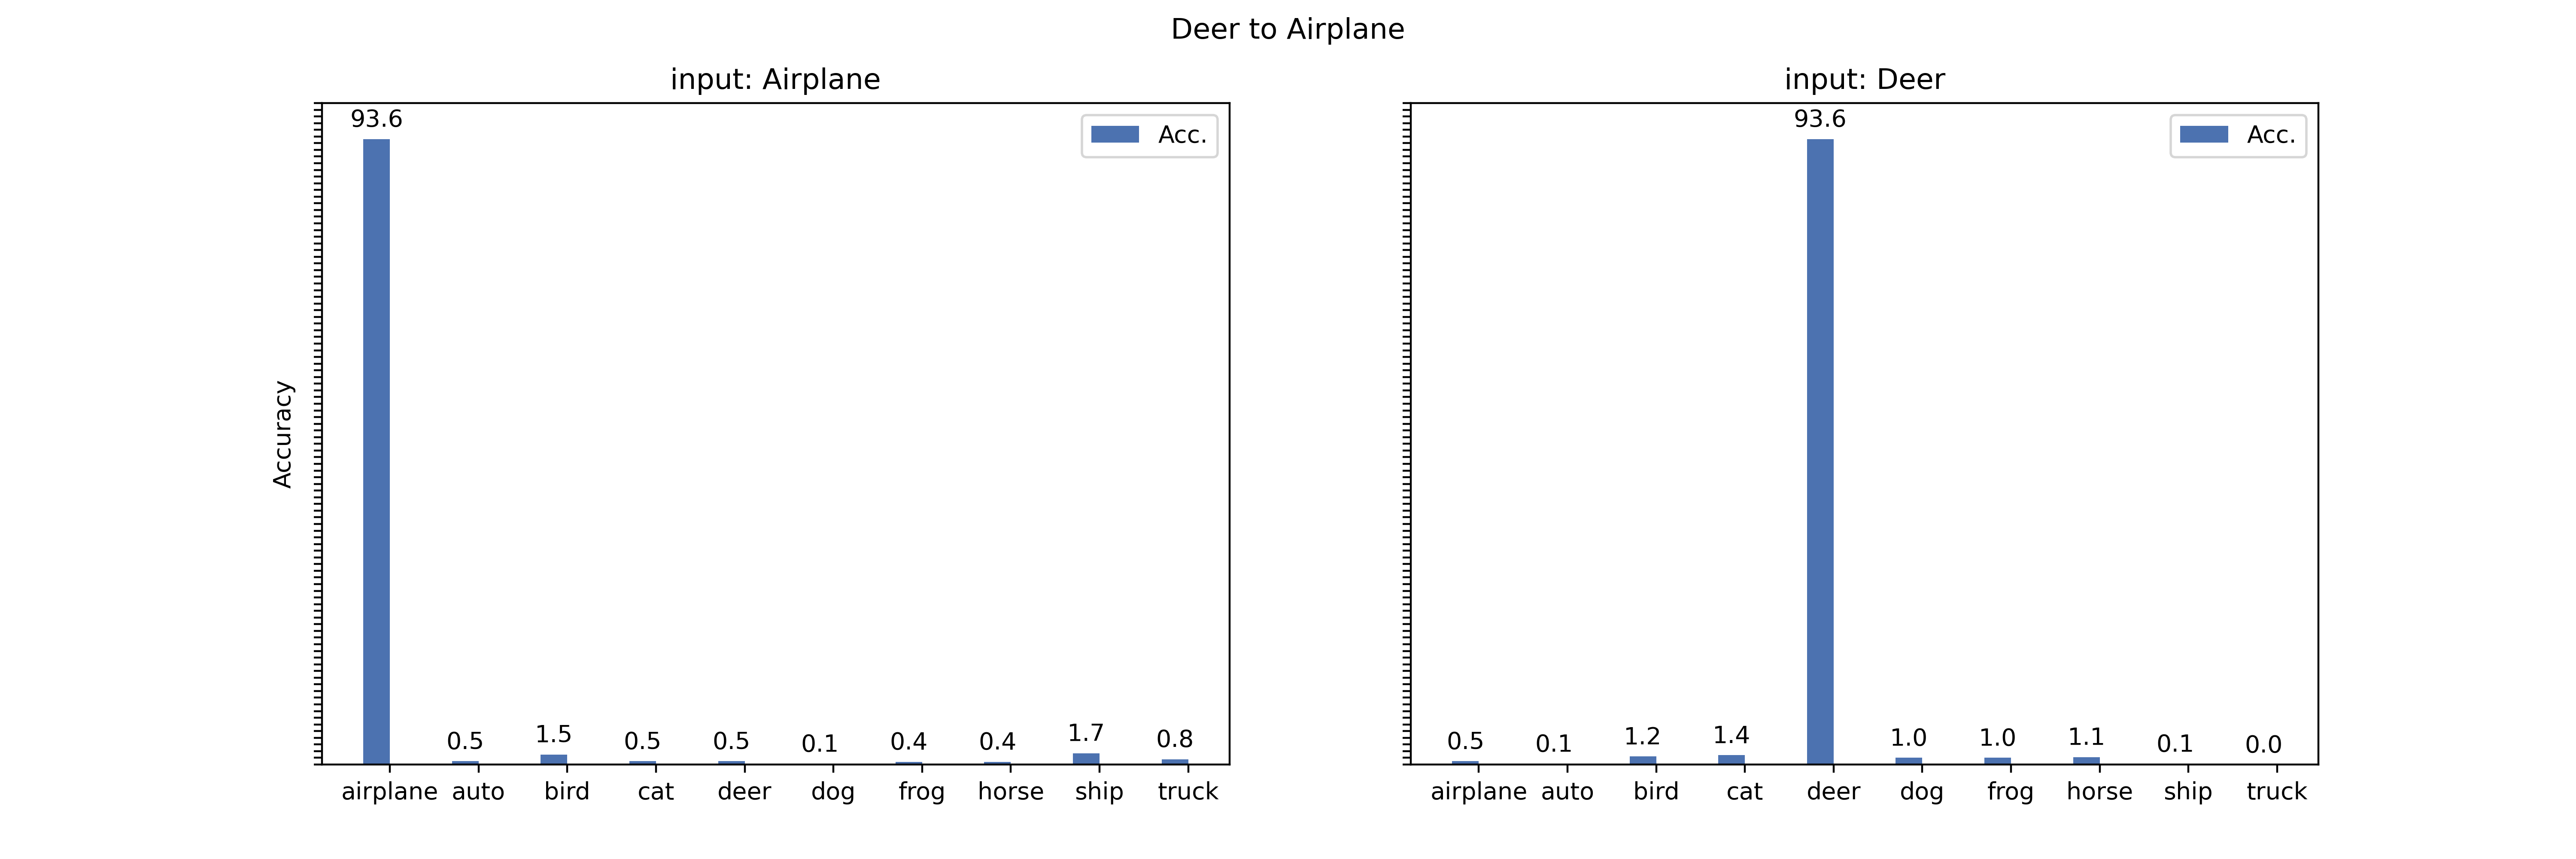 Deer to Airplane
input: Airplane
93.6
Acc.
Accuracy
0.5 1.5 0.5 0.5 0.1 0.4 0.4 1.7 0.8
airplane auto bird cat deer dog frog horse ship truck
input: Deer
93.6
Acc.
0.5 0.1 1.2 1.4 1.0 1.0 1.1 0.1 0.0
airplane auto bird cat deer dog frog horse ship truck